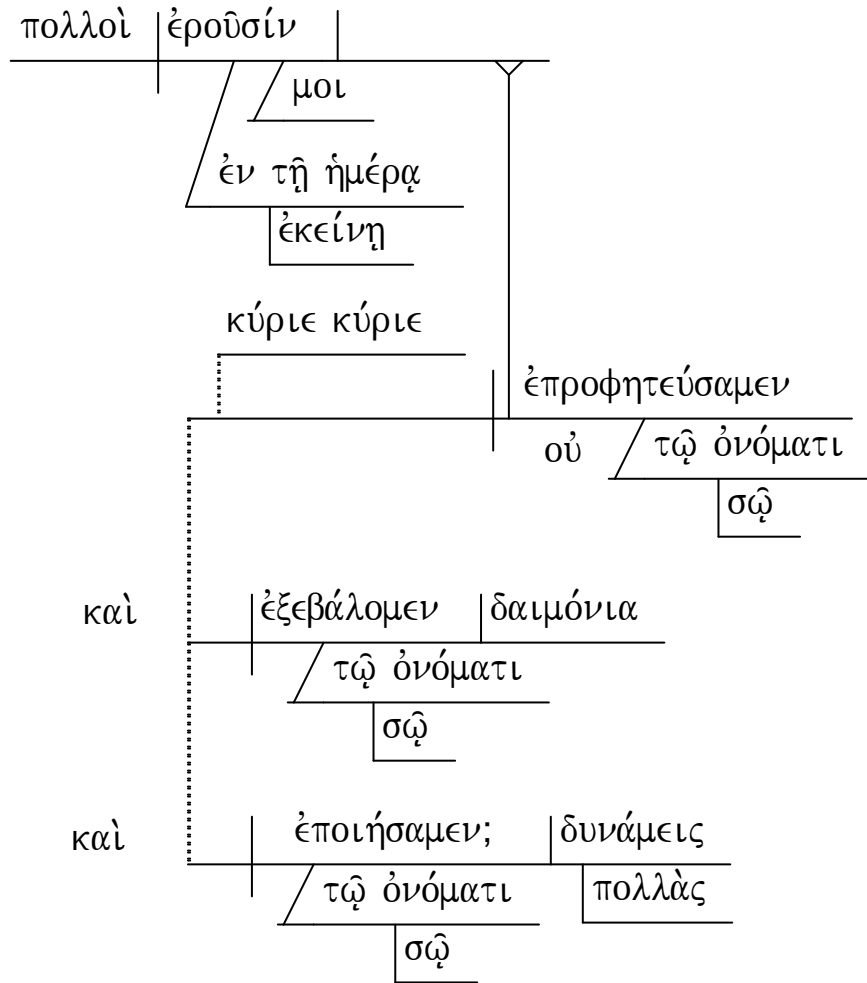 πολλοὶ ἐροῦσίν
μοι
ἐν τῇ ἡμέρᾳ
ἐκείνῃ
κύριε κύριε
ἐπροφητεύσαμεν
οὐ τῷ ὀνόματι
σῷ
καὶ ἐξεβάλομεν δαιμόνια
τῷ ὀνόματι
σῷ
καὶ ἐποιήσαμεν; δυνάμεις
τῷ ὀνόματι πολλὰς
σῷ